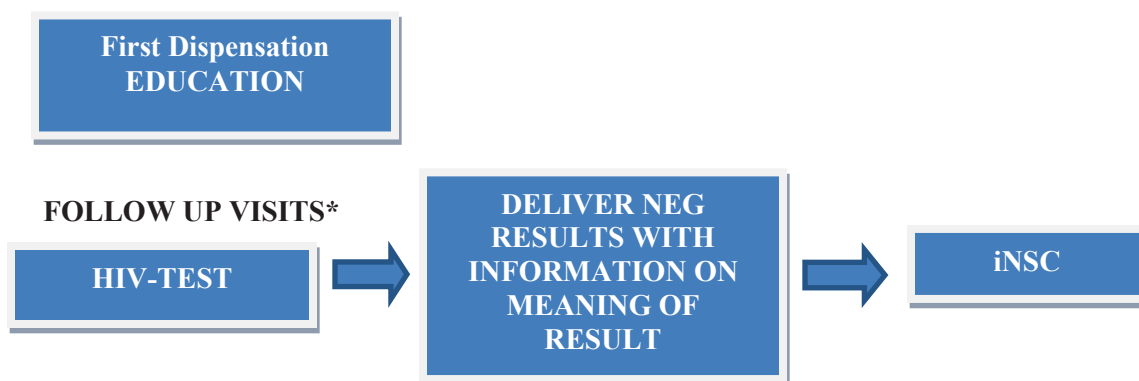 First Dispensation
EDUCATION
FOLLOW UP VISITS*
HIV-TEST
DELIVER NEG
RESULTS WITH
INFORMATION ON
MEANING OF
RESULT
iNSC